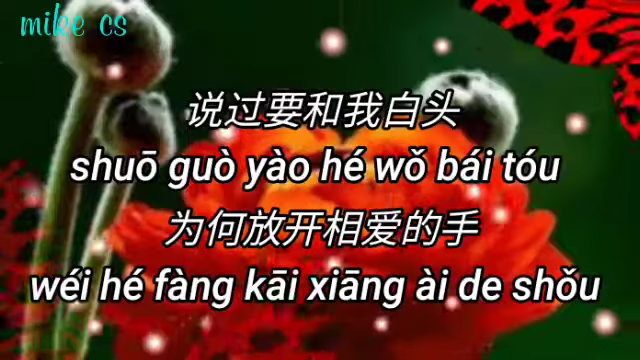 mike cs
说过要和我白头
shuō guò yào hé wǒ bái tóu
为何放开相爱的手
wéi hé fàng kāi xiāng ài de shǒu